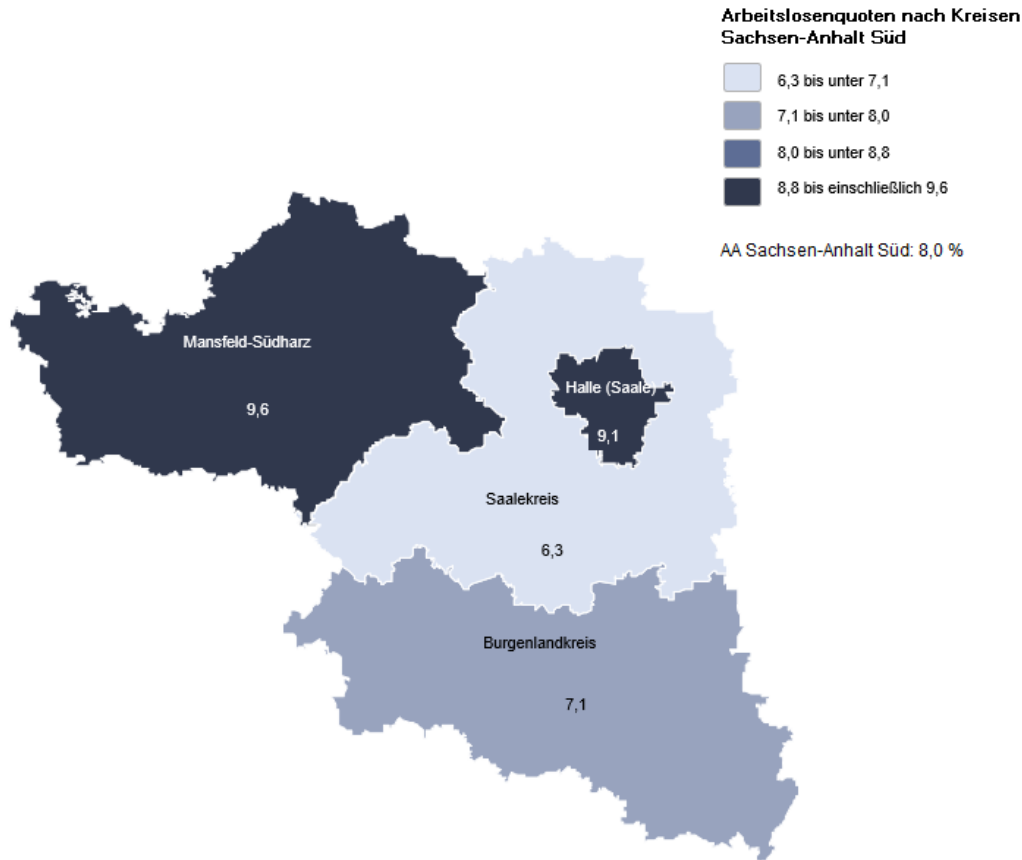 Arbeitslosenquoten nach Kreisen
Sachsen-Anhalt Süd
6,3 bis unter 7,1
7,1 bis unter 8,0
8,0 bis unter 8,8
8,8 bis einschließlich 9,6
AA Sachsen-Anhalt Süd: 8,0 %
Mansfeld-Südharz
9,6
Halle (Saale)
9,1
Saalekreis
6,3
Burgenlandkreis
7,1